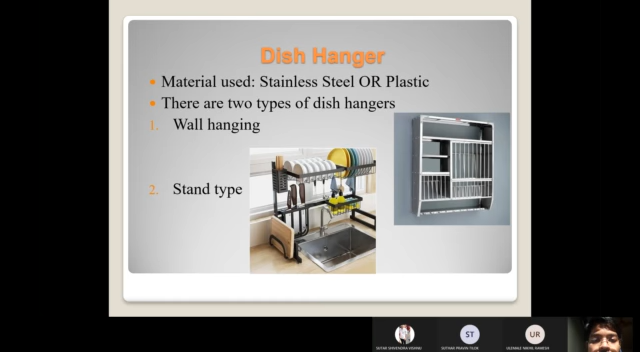 Dish Hanger
• Material used: Stainless Steel OR Plastic
• There are two types of dish hangers
1. Wall hanging
2. Stand type
ST
UR